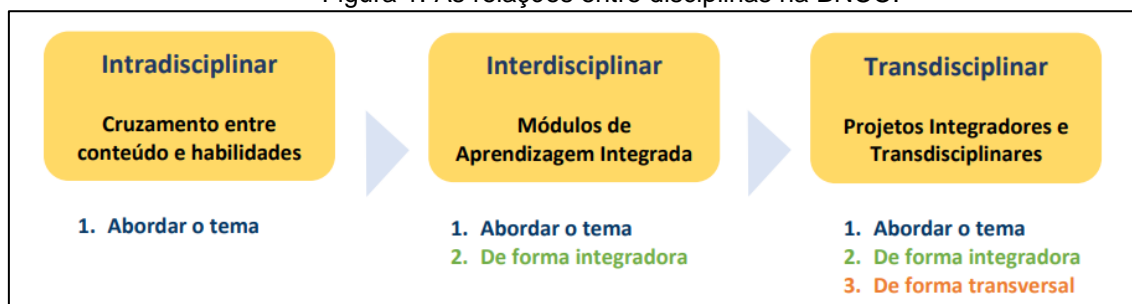 Intradisciplinar
Cruzamento entre
conteúdo e habilidades
1. Abordar o tema
Interdisciplinar
Módulos de
Aprendizagem Integrada
1. Abordar o tema
2. De forma integradora
Transdisciplinar
Projetos Integradores e
Transdisciplinares
1. Abordar o tema
2. De forma integradora
3. De forma transversal